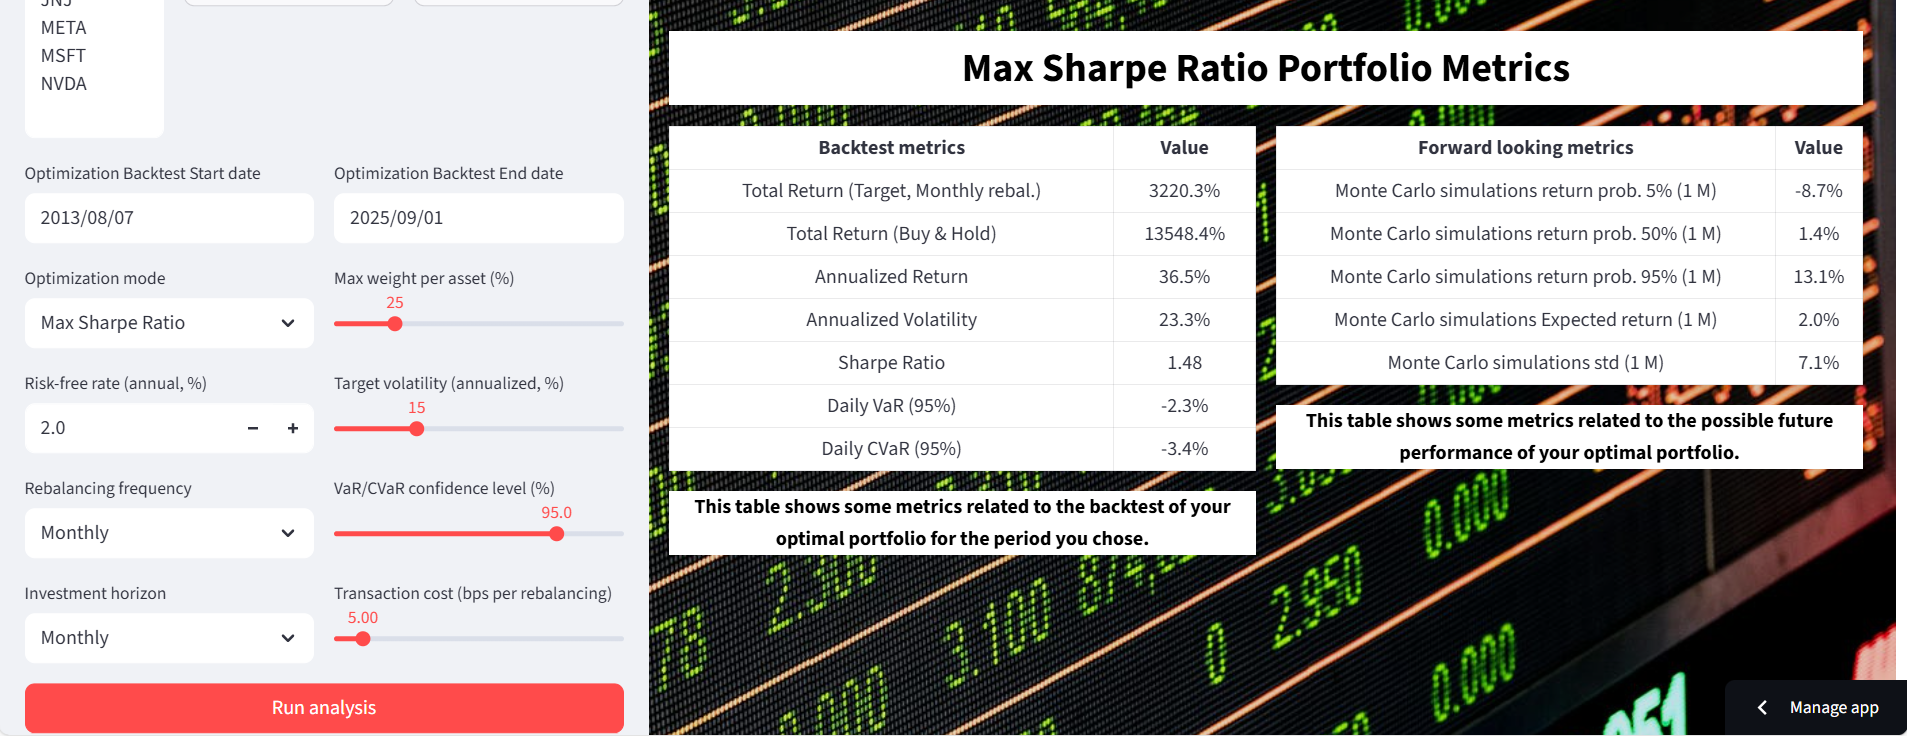 JNJ
META
MSFT
NVDA
Optimization Backtest Start date
Optimization Backtest End date
2013/08/07
2025/09/01
Optimization mode
Max weight per asset (%)
25
Max Sharpe Ratio
Risk-free rate (annual, %)
Target volatility (annualized, %)
15
2.0
Rebalancing frequency
VaR/CVaR confidence level (%)
95.0
Monthly
Investment horizon
Transaction cost (bps per rebalancing)
5.00
Monthly
Run analysis
Max Sharpe Ratio Portfolio Metrics
Backtest metrics Value
Total Return (Target, Monthly rebal.) 3220.3%
Total Return (Buy & Hold) 13548.4%
Annualized Return 36.5%
Annualized Volatility 23.3%
Sharpe Ratio 1.48
Daily VaR (95%) -2.3%
Daily CVaR (95%) -3.4%
This table shows some metrics related to the backtest of your
optimal portfolio for the period you chose.
Forward looking metrics Value
Monte Carlo simulations return prob. 5% (1 M) -8.7%
Monte Carlo simulations return prob. 50% (1 M) 1.4%
Monte Carlo simulations return prob. 95% (1 M) 13.1%
Monte Carlo simulations Expected return (1 M) 2.0%
Monte Carlo simulations std (1 M) 7.1%
This table shows some metrics related to the possible future
performance of your optimal portfolio.
0.000
2.950
3.100
0
0.000
Manage app